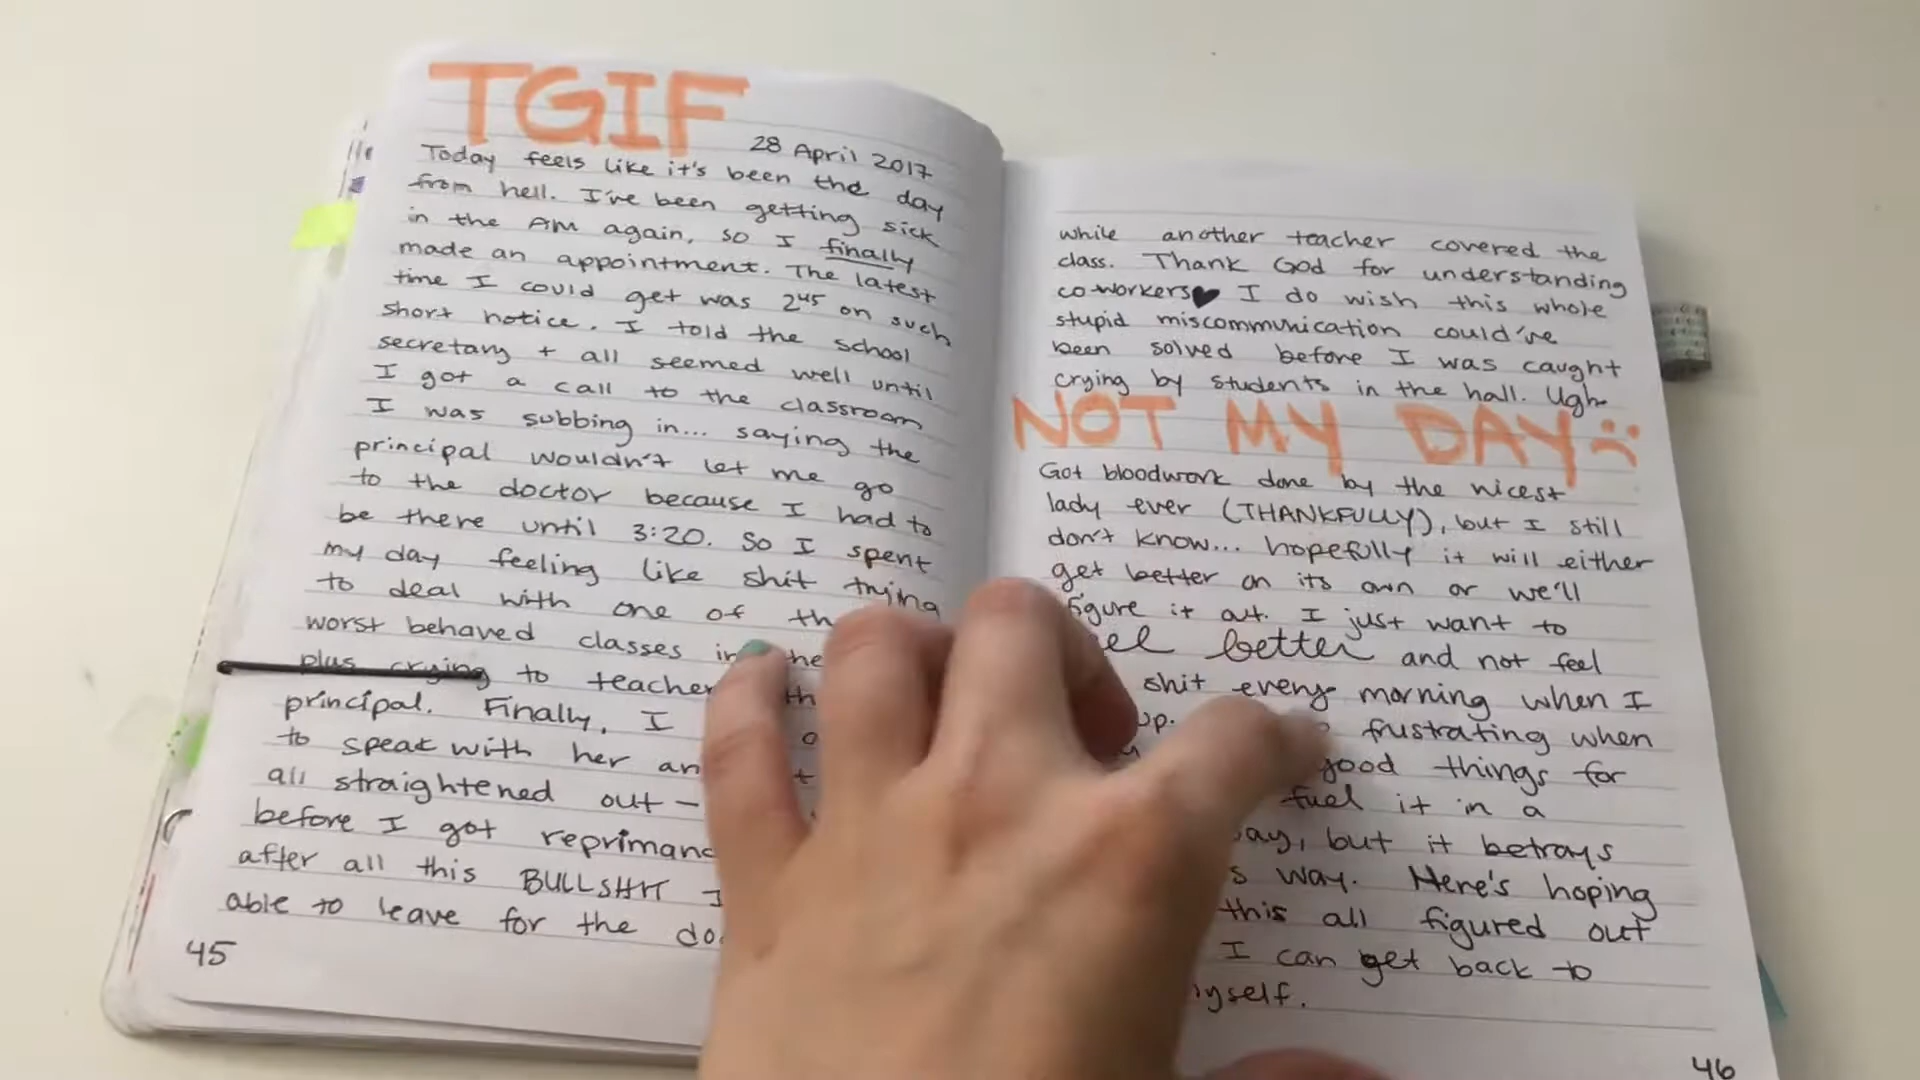 TGIF
28 April 2017
Today feels like it's been the day
from hell. I've been getting sick
in the AM again, so I finally
made an appointment. The latest
time I could get was 2⁴⁵ on such
short notice. I told the school
secretary + all seemed well until
I got a call to the classroom
I was subbing in... saying the
principal wouldn't let me go
to the doctor because I had to
be there until 3:20. So I spent
my day feeling like shit trying
to deal with one of
worst behaved classes
plus crying to
principal. Finally, I
to speak with her
all straightened out -
before I got
after all this BULLSHIT I
able to leave for the
45
while another teacher covered the
class. Thank God for understanding
co-workers♥ I do wish this whole
stupid miscommunication could've
been solved before I was caught
crying by students in the hall. Ugh.
NOT MY DAY :(
Got bloodwork done by the nicest
lady ever (THANKFULLY), but I still
don't know... hopefully it will either
get better on its own or we'll
figure it out. I just want to
better and not feel
shit every morning when I
frustrating when
good things for
fuel it in a
but it betrays
way. Here's hoping
this all figured out
I can get back to
46